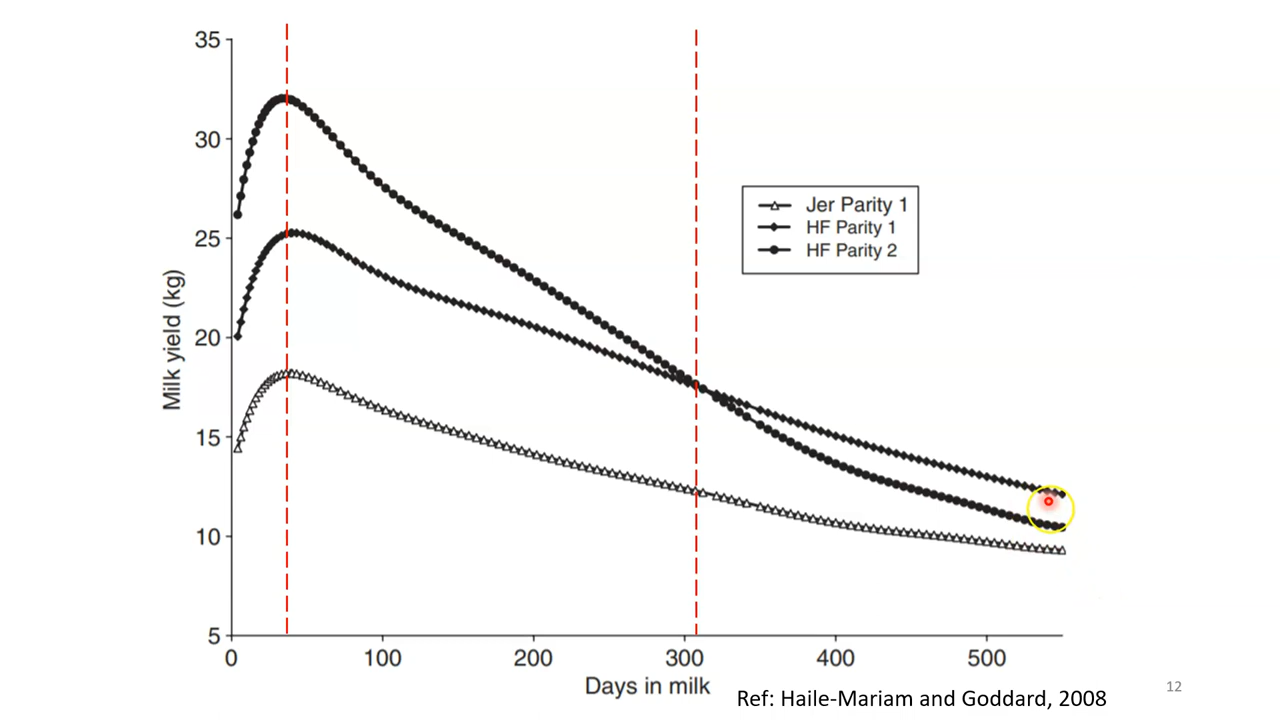 35
30
25
20
15
10
5
Milk yield (kg)
Jer Parity 1
HF Parity 1
HF Parity 2
0 100 200 300 400 500
Days in milk
Ref: Haile-Mariam and Goddard, 2008
12